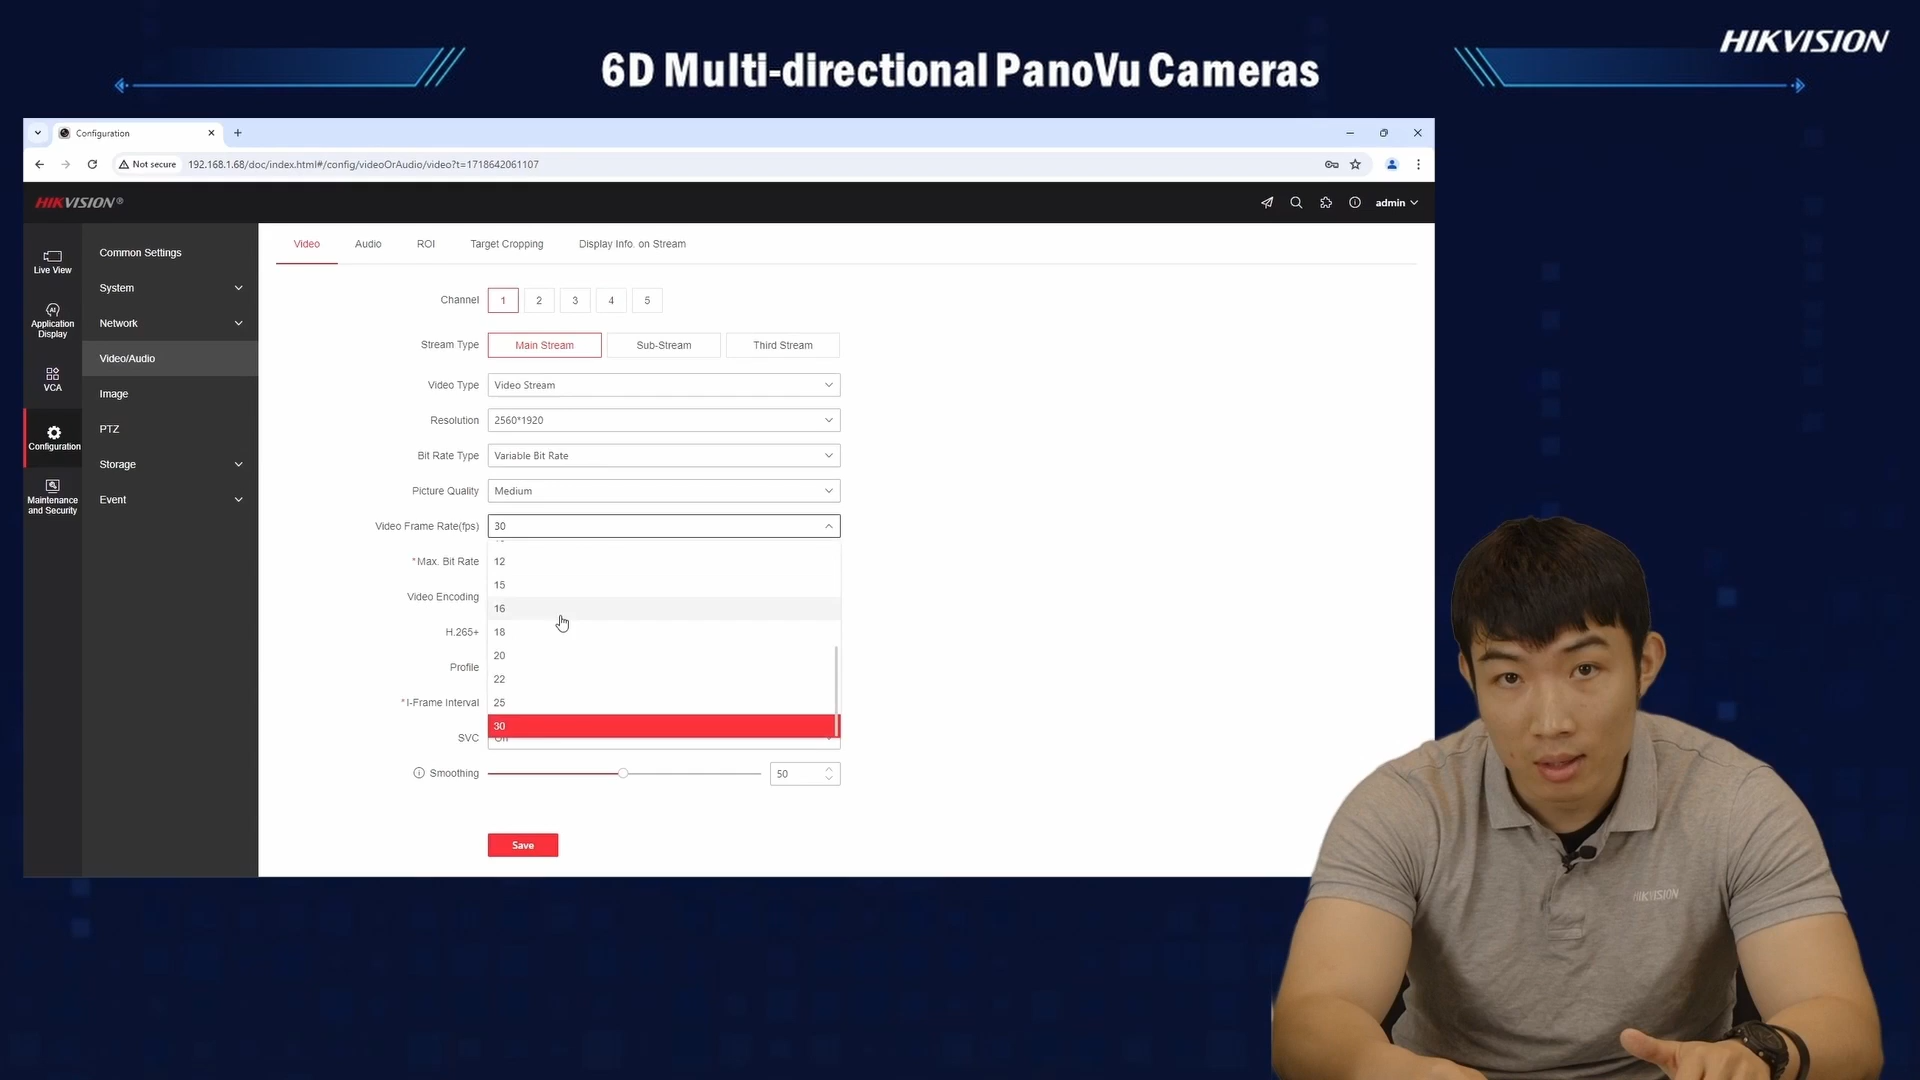 HIKVISION
6D Multi-directional PanoVu Cameras
Configuration
Not secure
192.168.1.68/doc/index.html#/config/videoOrAudio/video?t=1718642061107
HIKVISION®
admin
Live View
Application Display
VCA
Configuration
Maintenance and Security
Common Settings
System
Network
Video/Audio
Image
PTZ
Storage
Event
Video
Audio
ROI
Target Cropping
Display Info. on Stream
Channel 1 2 3 4 5
Stream Type Main Stream Sub-Stream Third Stream
Video Type Video Stream
Resolution 2560*1920
Bit Rate Type Variable Bit Rate
Picture Quality Medium
Video Frame Rate(fps) 30
*Max. Bit Rate
Video Encoding
H.265+
Profile
*I-Frame Interval
SVC
12
15
16
18
20
22
25
30
Smoothing 50
Save
HIKVISION